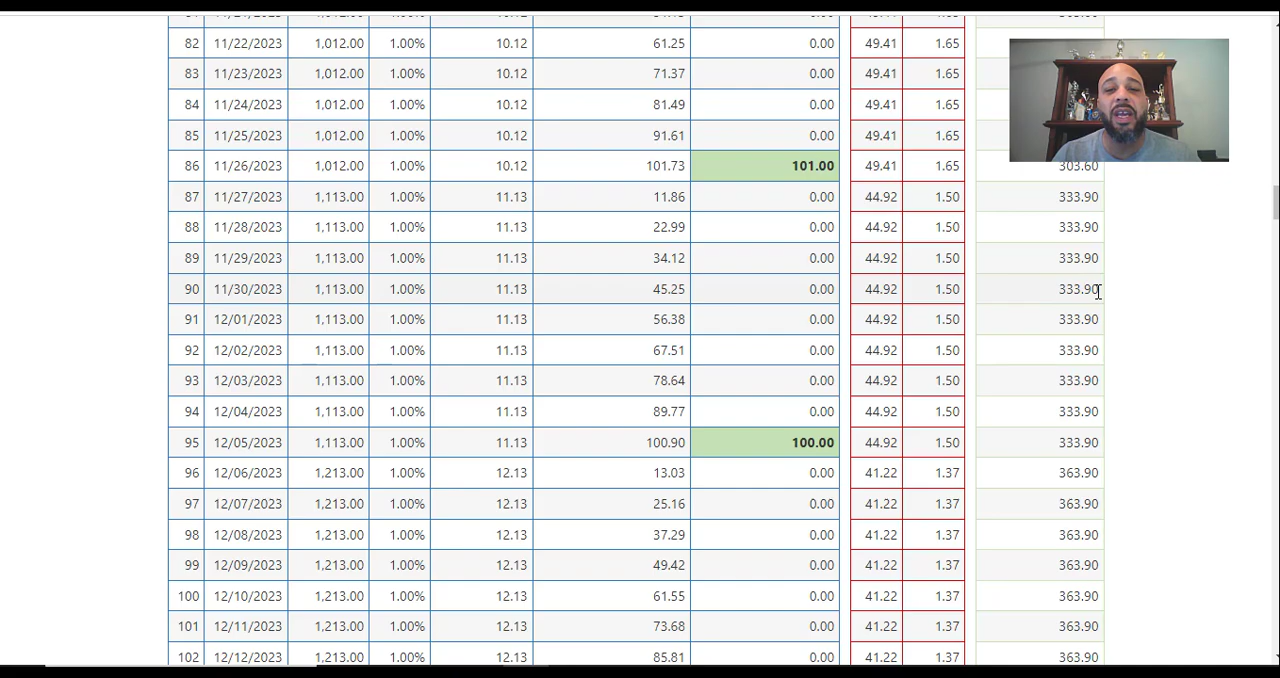 82 11/22/2023 1,012.00 1.00% 10.12 61.25 0.00 49.41 1.65
83 11/23/2023 1,012.00 1.00% 10.12 71.37 0.00 49.41 1.65
84 11/24/2023 1,012.00 1.00% 10.12 81.49 0.00 49.41 1.65
85 11/25/2023 1,012.00 1.00% 10.12 91.61 0.00 49.41 1.65
86 11/26/2023 1,012.00 1.00% 10.12 101.73 101.00 49.41 1.65 303.60
87 11/27/2023 1,113.00 1.00% 11.13 11.86 0.00 44.92 1.50 333.90
88 11/28/2023 1,113.00 1.00% 11.13 22.99 0.00 44.92 1.50 333.90
89 11/29/2023 1,113.00 1.00% 11.13 34.12 0.00 44.92 1.50 333.90
90 11/30/2023 1,113.00 1.00% 11.13 45.25 0.00 44.92 1.50 333.90
91 12/01/2023 1,113.00 1.00% 11.13 56.38 0.00 44.92 1.50 333.90
92 12/02/2023 1,113.00 1.00% 11.13 67.51 0.00 44.92 1.50 333.90
93 12/03/2023 1,113.00 1.00% 11.13 78.64 0.00 44.92 1.50 333.90
94 12/04/2023 1,113.00 1.00% 11.13 89.77 0.00 44.92 1.50 333.90
95 12/05/2023 1,113.00 1.00% 11.13 100.90 100.00 44.92 1.50 333.90
96 12/06/2023 1,213.00 1.00% 12.13 13.03 0.00 41.22 1.37 363.90
97 12/07/2023 1,213.00 1.00% 12.13 25.16 0.00 41.22 1.37 363.90
98 12/08/2023 1,213.00 1.00% 12.13 37.29 0.00 41.22 1.37 363.90
99 12/09/2023 1,213.00 1.00% 12.13 49.42 0.00 41.22 1.37 363.90
100 12/10/2023 1,213.00 1.00% 12.13 61.55 0.00 41.22 1.37 363.90
101 12/11/2023 1,213.00 1.00% 12.13 73.68 0.00 41.22 1.37 363.90
102 12/12/2023 1,213.00 1.00% 12.13 85.81 0.00 41.22 1.37 363.90